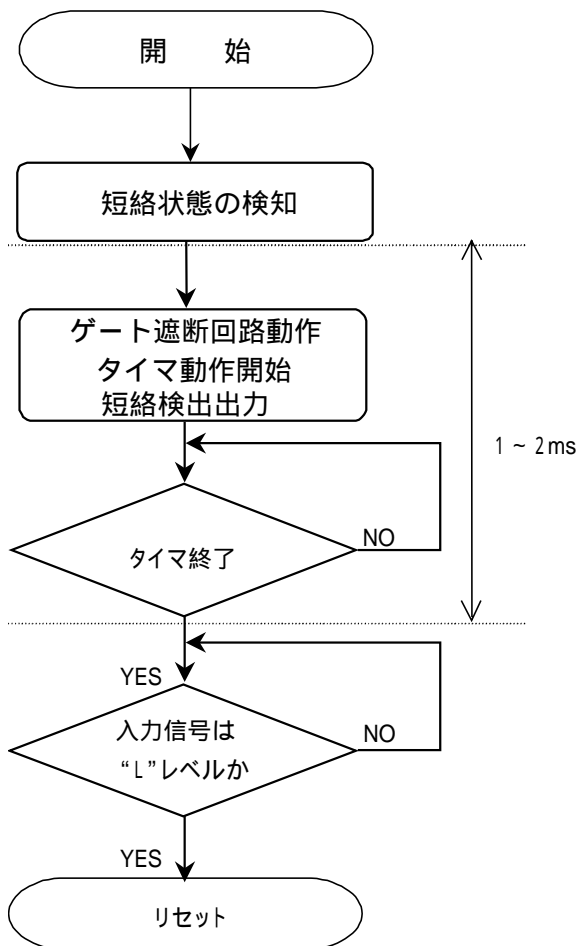 開　　始
短絡状態の検知
ゲート遮断回路動作
タイマ動作開始
短絡検出出力
1 ~ 2ms
タイマ終了
NO
YES
入力信号は
“L”レベルか
NO
YES
リセット